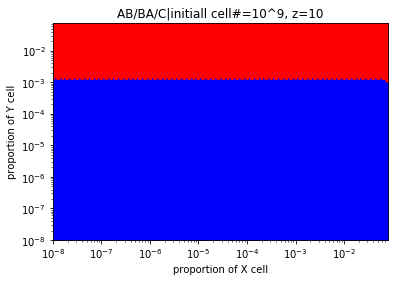 AB/BA/C|initiall cell#=10^9, z=10
proportion of Y cell
10⁻²
10⁻³
10⁻⁴
10⁻⁵
10⁻⁶
10⁻⁷
10⁻⁸
10⁻⁸ 10⁻⁷ 10⁻⁶ 10⁻⁵ 10⁻⁴ 10⁻³ 10⁻²
proportion of X cell